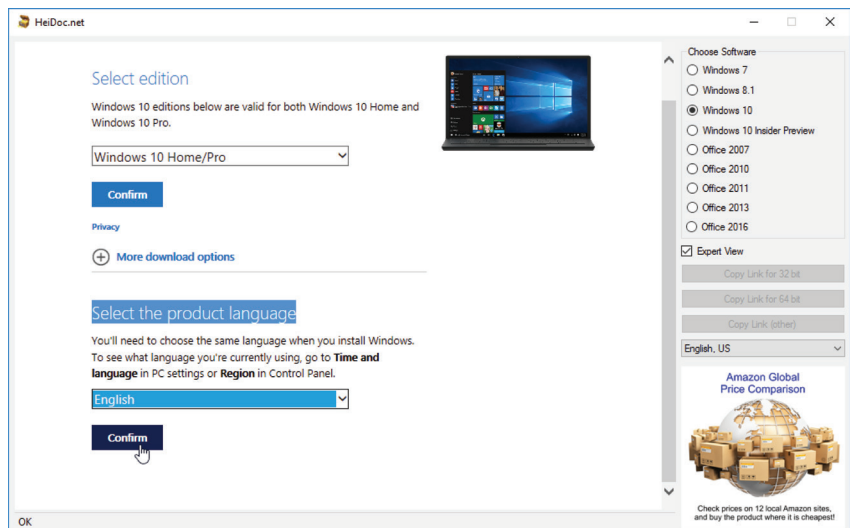 HeiDoc.net
Select edition
Windows 10 editions below are valid for both Windows 10 Home and
Windows 10 Pro.
Windows 10 Home/Pro
Confirm
Privacy
More download options
Select the product language
You'll need to choose the same language when you install Windows.
To see what language you're currently using, go to Time and
language in PC settings or Region in Control Panel.
English
Confirm
OK
Choose Software
Windows 7
Windows 8.1
Windows 10
Windows 10 Insider Preview
Office 2007
Office 2010
Office 2011
Office 2013
Office 2016
Expert View
Copy Link for 32 bit
Copy Link for 64 bit
Copy Link (other)
English, US
Amazon Global
Price Comparison
Check prices on 12 local Amazon sites,
and buy the product where it is cheapest!